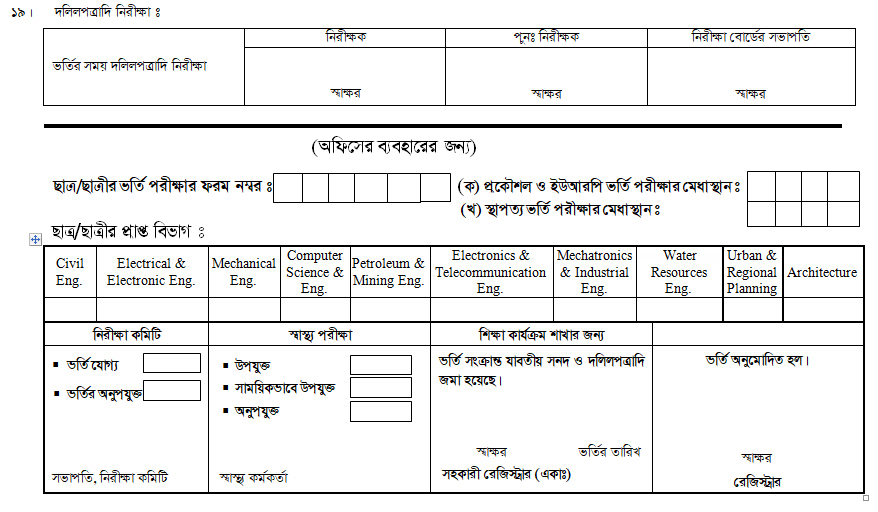 ১৯। দলিলপত্রাদি নিরীক্ষা ঃ
নিরীক্ষক পুনঃ নিরীক্ষক নিরীক্ষা বোর্ডের সভাপতি
ভর্তির সময় দলিলপত্রাদি নিরীক্ষা
স্বাক্ষর স্বাক্ষর স্বাক্ষর
(অফিসের ব্যবহারের জন্য)
ছাত্র/ছাত্রীর ভর্তি পরীক্ষার ফরম নম্বর ঃ (ক) প্রকৌশল ও ইউআরপি ভর্তি পরীক্ষার মেধাস্থান ঃ
(খ) স্থাপত্য ভর্তি পরীক্ষার মেধাস্থান ঃ
ছাত্র/ছাত্রীর প্রাপ্ত বিভাগ ঃ
Civil Eng.
Electrical & Electronic Eng.
Mechanical Eng.
Computer Science & Eng.
Petroleum & Mining Eng.
Electronics & Telecommunication Eng.
Mechatronics & Industrial Eng.
Water Resources Eng.
Urban & Regional Planning
Architecture
নিরীক্ষা কমিটি স্বাস্থ্য পরীক্ষা শিক্ষা কার্যক্রম শাখার জন্য
▪ ভর্তি যোগ্য
▪ ভর্তির অনুপযুক্ত
সভাপতি, নিরীক্ষা কমিটি
▪ উপযুক্ত
▪ সাময়িকভাবে উপযুক্ত
▪ অনুপযুক্ত
স্বাস্থ্য কর্মকর্তা
ভর্তি সংক্রান্ত যাবতীয় সনদ ও দলিলপত্রাদি
জমা হয়েছে।
স্বাক্ষর ভর্তির তারিখ
সহকারী রেজিস্ট্রার (একাঃ)
ভর্তি অনুমোদিত হল।
স্বাক্ষর
রেজিস্ট্রার